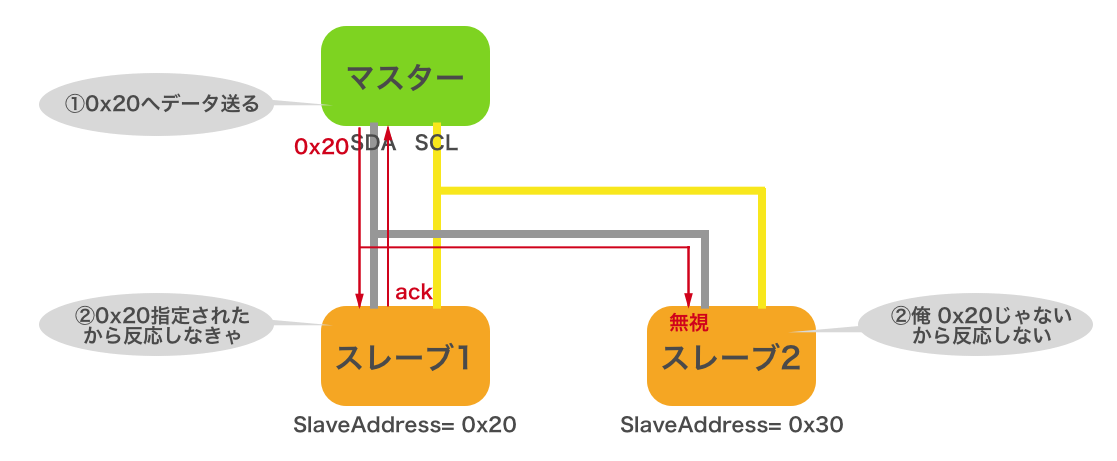 マスター
①0x20へデータ送る
0x20
SDA
SCL
ack
②0x20指定された
から反応しなきゃ
スレーブ1
SlaveAddress= 0x20
無視
スレーブ2
SlaveAddress= 0x30
②俺 0x20じゃない
から反応しない